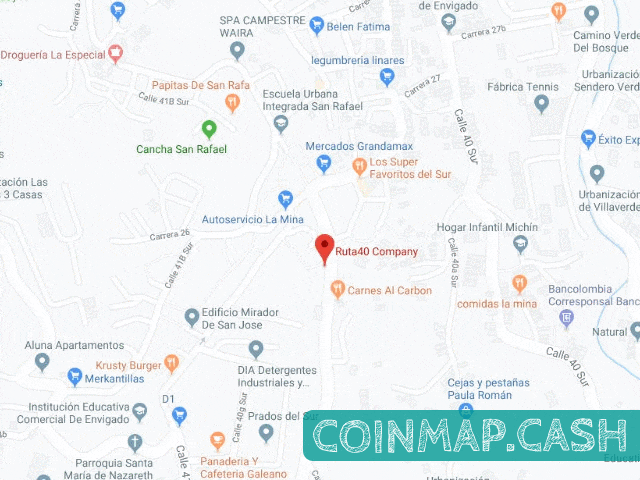 de Envigado
Carrera 4
SPA CAMPESTRE
WAIRA
Belen Fatima
Carrera 27b
Camino Verde
Del Bosque
Droguería La Especial
legumbrería linares
Papitas De San Rafa
Calle 41B Sur
Carrera 27
Urbanización
Sendero Verde
Escuela Urbana
Integrada San Rafael
Fábrica Tennis
Calle 40 Sur
Cancha San Rafael
Mercados Grandamax
Éxito Exp
Los Super
Favoritos del Sur
tación Las
s 3 Casas
Urbanización
de Villaverde
Autoservicio La Mina
Carrera 26
Hogar Infantil Michín
Calle 41B Sur
Ruta40 Company
Calle 40a Sur
Carnes Al Carbon
comidas la mina
Bancolombia
Corresponsal Banc
Edificio Mirador
De San Jose
Natural
Aluna Apartamentos
Krusty Burger
Merkantillas
Calle 40 Sur
DIA Detergentes
Industriales y...
Cejas y pestañas
Paula Román
D1
Institución Educativa
Comercial De Envigado
Calle 40g Sur
Prados del Sur
COINMAP.CASH
Parroquia Santa
María de Nazareth
Panadería Y
Cafetería Galeano